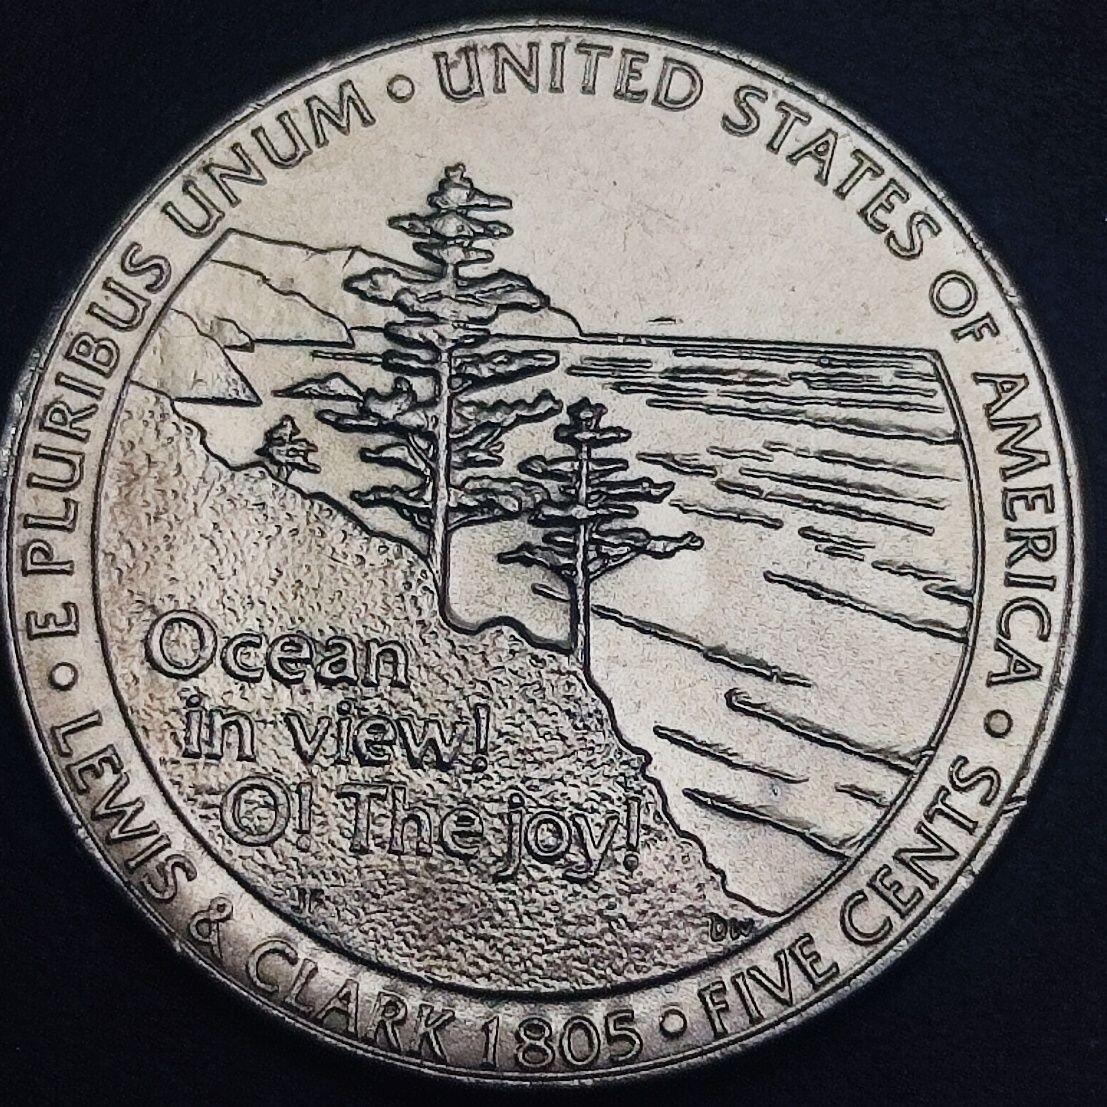 E PLURIBUS UNUM • UNITED STATES OF AMERICA •
LEWIS & CLARK 1805 • FIVE CENTS
Ocean
in view!
O! The joy!
JF
DW